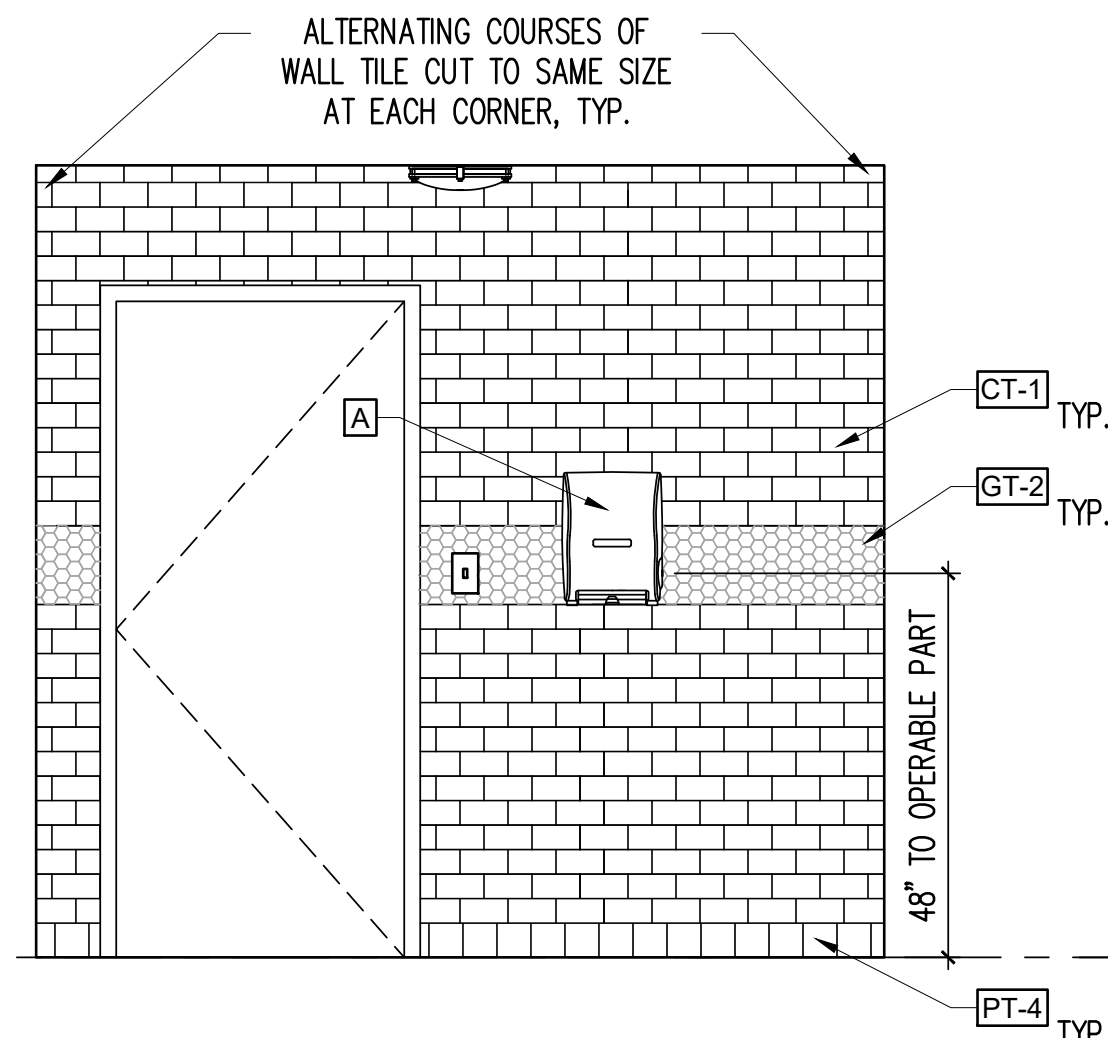 ALTERNATING COURSES OF
WALL TILE CUT TO SAME SIZE
AT EACH CORNER, TYP.
CT-1
TYP.
A
GT-2
TYP.
48" TO OPERABLE PART
PT-4
TYP